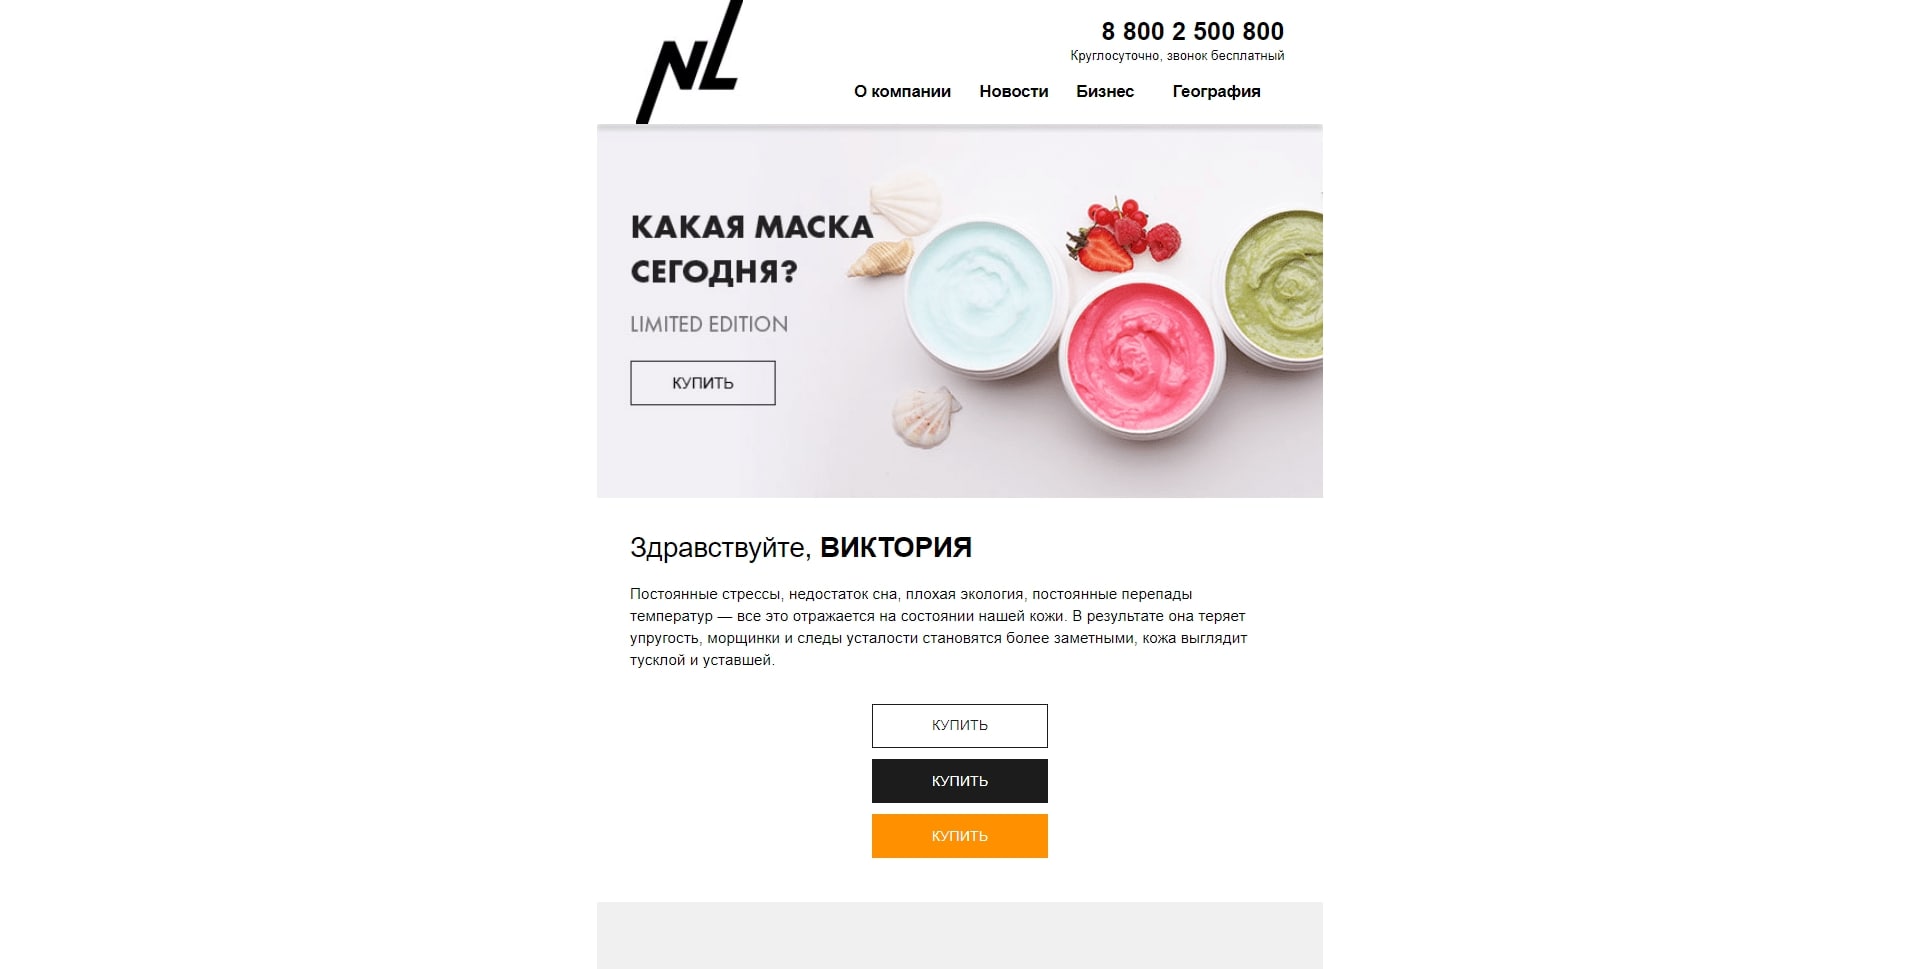 NL
8 800 2 500 800
Круглосуточно, звонок бесплатный
О компании Новости Бизнес География
КАКАЯ МАСКА
СЕГОДНЯ?
LIMITED EDITION
КУПИТЬ
Здравствуйте, ВИКТОРИЯ
Постоянные стрессы, недостаток сна, плохая экология, постоянные перепады
температур — все это отражается на состоянии нашей кожи. В результате она теряет
упругость, морщинки и следы усталости становятся более заметными, кожа выглядит
тусклой и уставшей.
КУПИТЬ
КУПИТЬ
КУПИТЬ